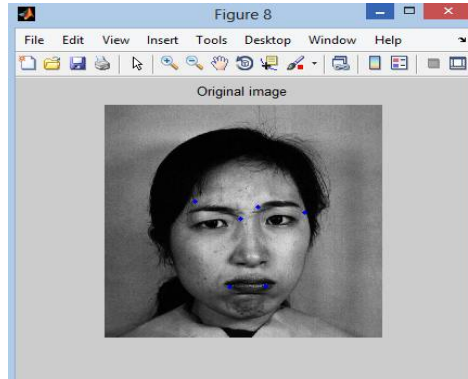 Figure 8
File Edit View Insert Tools Desktop Window Help
Original image